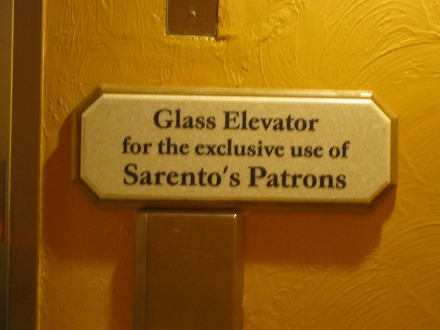 Glass Elevator
for the exclusive use of
Sarento's Patrons